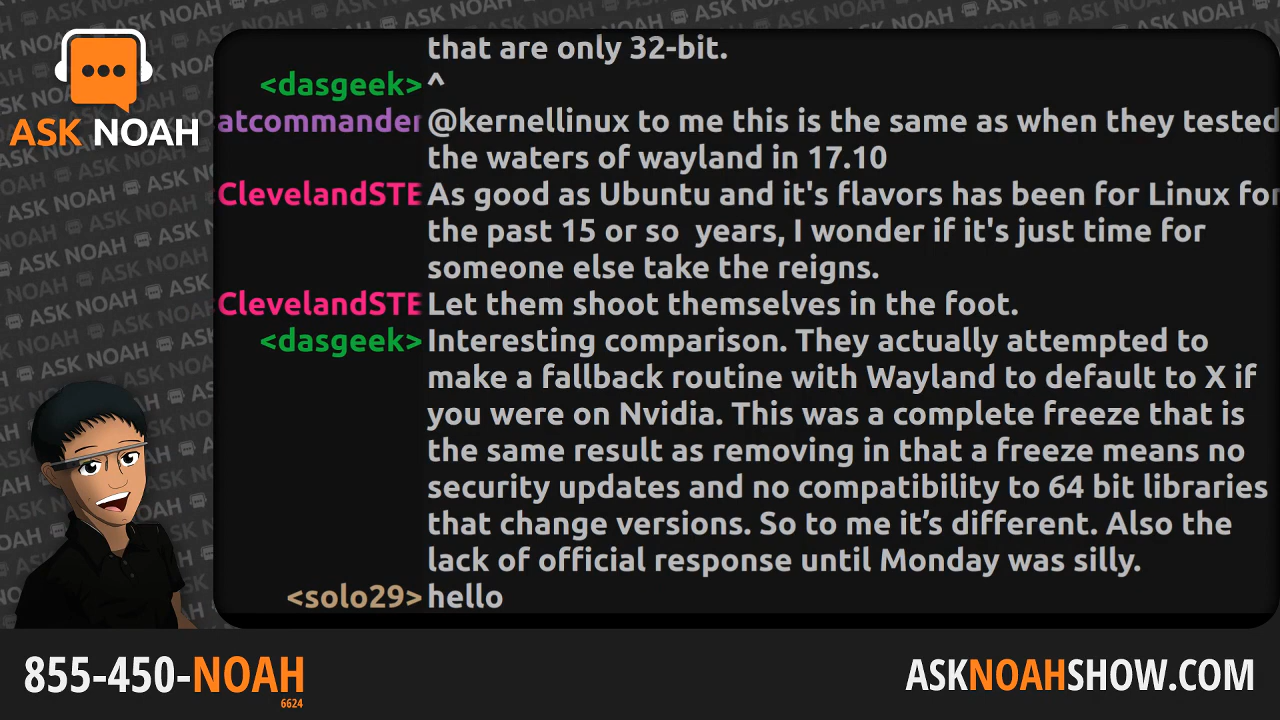 ASK NOAH
that are only 32-bit.
<dasgeek> ^
atcommander @kernellinux to me this is the same as when they tested
the waters of wayland in 17.10
ClevelandSTE As good as Ubuntu and it's flavors has been for Linux for
the past 15 or so  years, I wonder if it's just time for
someone else take the reigns.
ClevelandSTE Let them shoot themselves in the foot.
<dasgeek> Interesting comparison. They actually attempted to
make a fallback routine with Wayland to default to X if
you were on Nvidia. This was a complete freeze that is
the same result as removing in that a freeze means no
security updates and no compatibility to 64 bit libraries
that change versions. So to me it’s different. Also the
lack of official response until Monday was silly.
<solo29> hello
855-450-NOAH
6624
ASKNOAHSHOW.COM